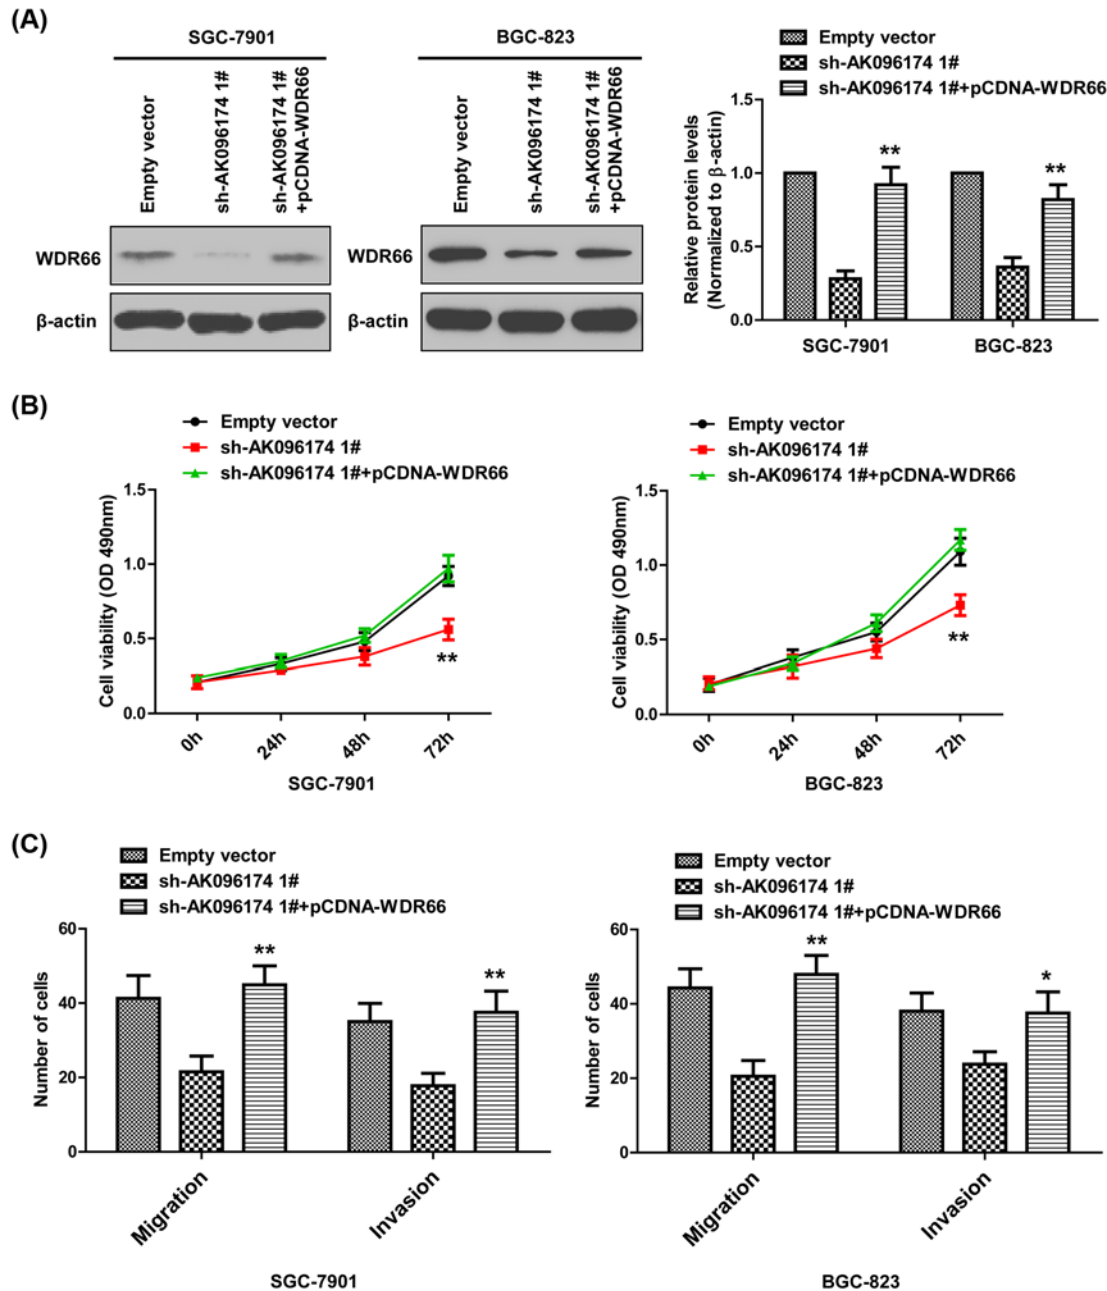 (A)
SGC-7901
Empty vector
sh-AK096174 1#
sh-AK096174 1#
+pCDNA-WDR66
WDR66
β-actin
BGC-823
Empty vector
sh-AK096174 1#
sh-AK096174 1#
+pCDNA-WDR66
WDR66
β-actin
Empty vector
sh-AK096174 1#
sh-AK096174 1#+pCDNA-WDR66
Relative protein levels
(Normalized to β-actin)
1.5
1.0
0.5
0.0
**
**
SGC-7901
BGC-823
(B)
Empty vector
sh-AK096174 1#
sh-AK096174 1#+pCDNA-WDR66
Cell viability (OD 490nm)
1.5
1.0
0.5
0.0
**
0h
24h
48h
72h
SGC-7901
Empty vector
sh-AK096174 1#
sh-AK096174 1#+pCDNA-WDR66
Cell viability (OD 490nm)
1.5
1.0
0.5
0.0
**
0h
24h
48h
72h
BGC-823
(C)
Empty vector
sh-AK096174 1#
sh-AK096174 1#+pCDNA-WDR66
Number of cells
60
40
20
0
**
**
Migration
Invasion
SGC-7901
Empty vector
sh-AK096174 1#
sh-AK096174 1#+pCDNA-WDR66
Number of cells
60
40
20
0
**
*
Migration
Invasion
BGC-823